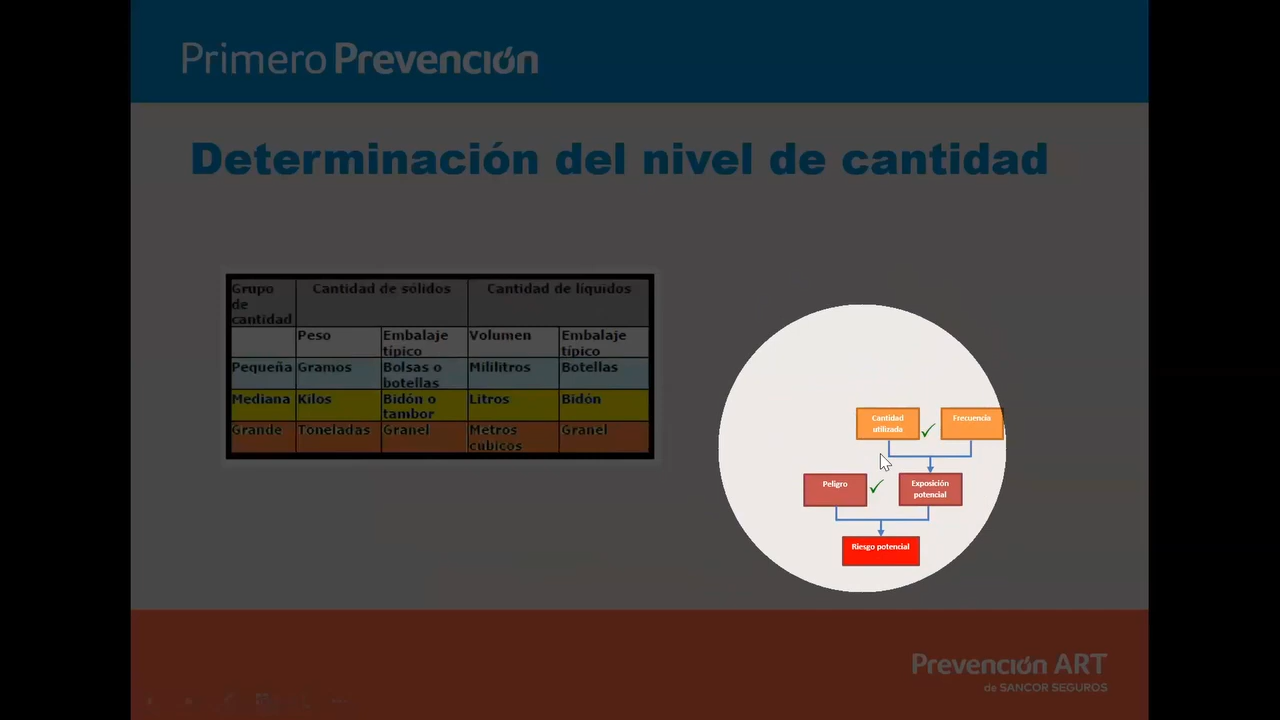 Primero Prevención
Determinación del nivel de cantidad
Grupo de cantidad Cantidad de sólidos Cantidad de líquidos
Peso Embalaje típico Volumen Embalaje típico
Pequeña Gramos Bolsas o botellas Mililitros Botellas
Mediana Kilos Bidón o tambor Litros Bidón
Grande Toneladas Granel Metros cubicos Granel
Cantidad utilizada
Frecuencia
Peligro
Exposición potencial
Riesgo potencial
Prevención ART
de SANCOR SEGUROS